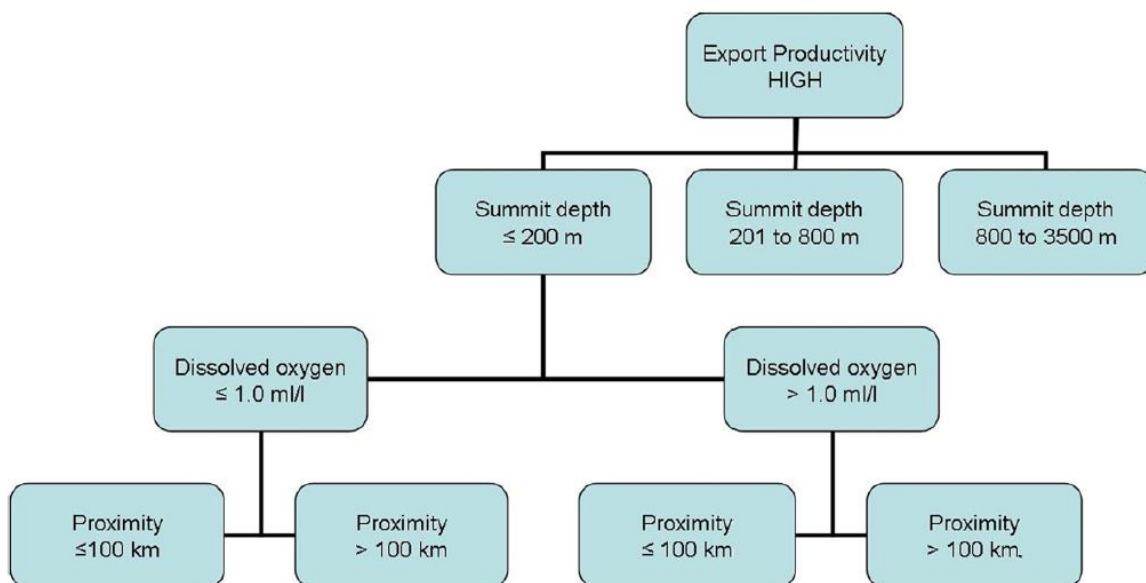 Export Productivity
HIGH
Summit depth
≤ 200 m
Summit depth
201 to 800 m
Summit depth
800 to 3500 m
Dissolved oxygen
≤ 1.0 ml/l
Dissolved oxygen
> 1.0 ml/l
Proximity
≤100 km
Proximity
> 100 km
Proximity
≤ 100 km
Proximity
> 100 km.